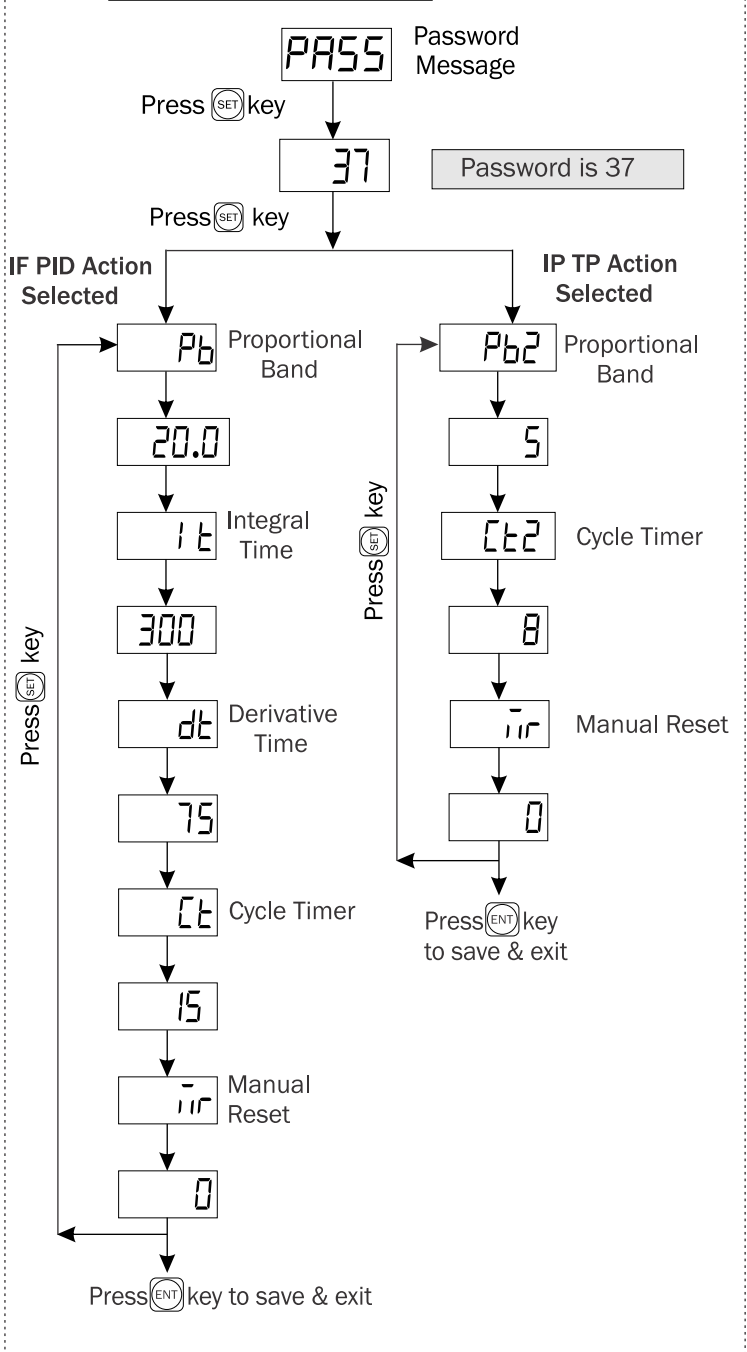 PASS
Password
Message
Press SET key
37
Password is 37
Press SET key
IF PID Action
Selected
IP TP Action
Selected
Pb
Proportional
Band
20.0
It
Integral
Time
300
dt
Derivative
Time
75
Ct
Cycle Timer
15
Manual
Reset
0
Press SET key
Press ENT key to save & exit
Pb2
Proportional
Band
5
Ct2
Cycle Timer
8
Manual Reset
0
Press SET key
Press ENT key
to save & exit